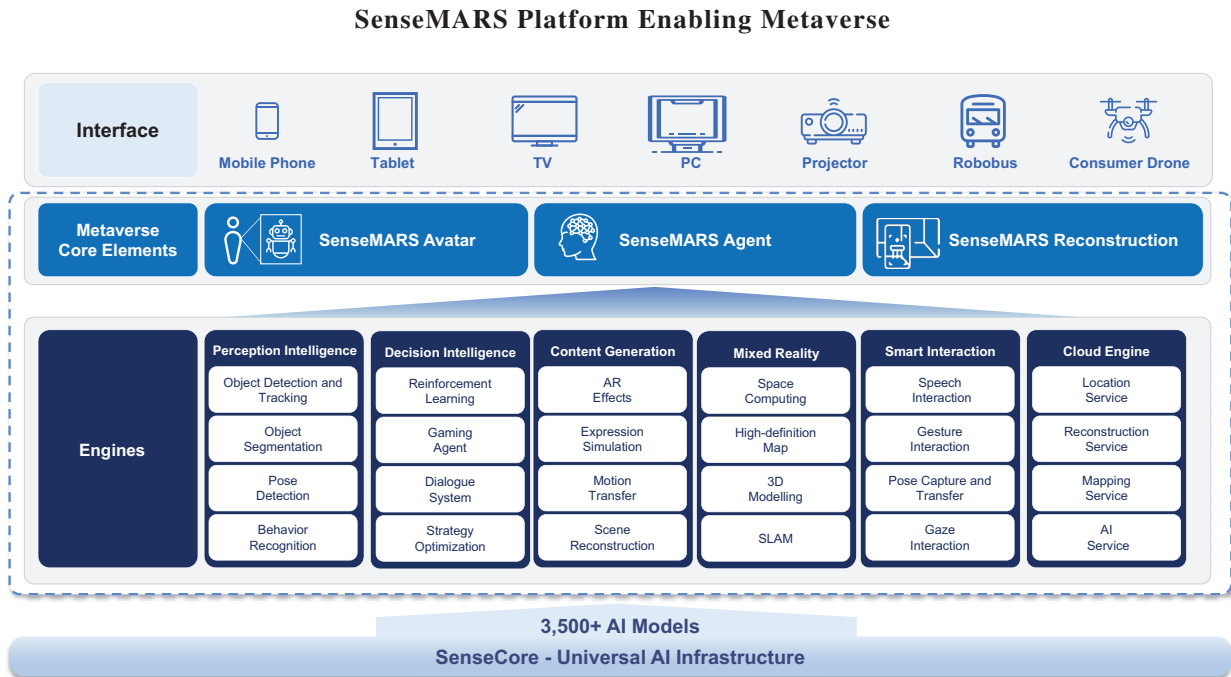 SenseMARS Platform Enabling Metaverse
Interface
Mobile Phone
Tablet
TV
PC
Projector
Robobus
Consumer Drone
Metaverse
Core Elements
SenseMARS Avatar
SenseMARS Agent
SenseMARS Reconstruction
Engines
Perception Intelligence
Object Detection and
Tracking
Object
Segmentation
Pose
Detection
Behavior
Recognition
Decision Intelligence
Reinforcement
Learning
Gaming
Agent
Dialogue
System
Strategy
Optimization
Content Generation
AR
Effects
Expression
Simulation
Motion
Transfer
Scene
Reconstruction
Mixed Reality
Space
Computing
High-definition
Map
3D
Modelling
SLAM
Smart Interaction
Speech
Interaction
Gesture
Interaction
Pose Capture and
Transfer
Gaze
Interaction
Cloud Engine
Location
Service
Reconstruction
Service
Mapping
Service
AI
Service
3,500+ AI Models
SenseCore - Universal AI Infrastructure